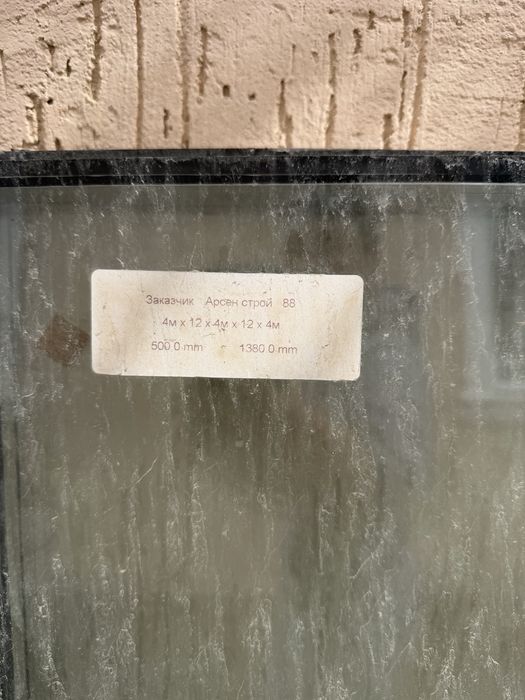 Заказчик Арсен строй 88
4м x 12 x 4м x 12 x 4м
500 0 mm 1380 0 mm